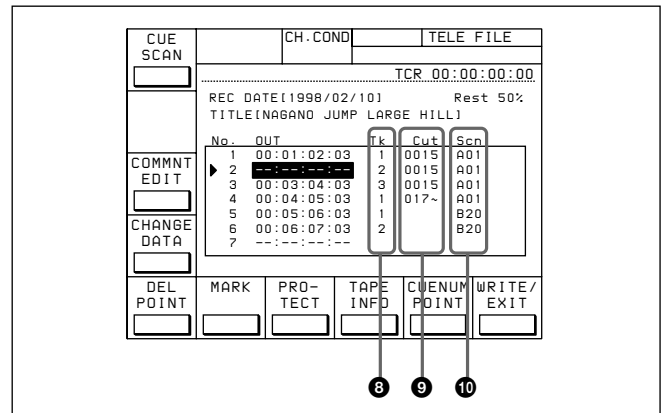 CUE SCAN
CH.COND
TELE FILE
TCR 00:00:00:00
REC DATE[1998/02/10] Rest 50%
TITLE[NAGANO JUMP LARGE HILL]
No. OUT Tk Cut Scn
1 00:01:02:03 1 0015 A01
2 --:--:--:-- 2 0015 A01
3 00:03:04:03 3 0015 A01
4 00:04:05:03 1 017~ A01
5 00:05:06:03 1 B20
6 00:06:07:03 2 B20
7 --:--:--:--
COMMNT EDIT
CHANGE DATA
DEL POINT
MARK
PRO-TECT
TAPE INFO
CUENUM POINT
WRITE/EXIT
8 9 10